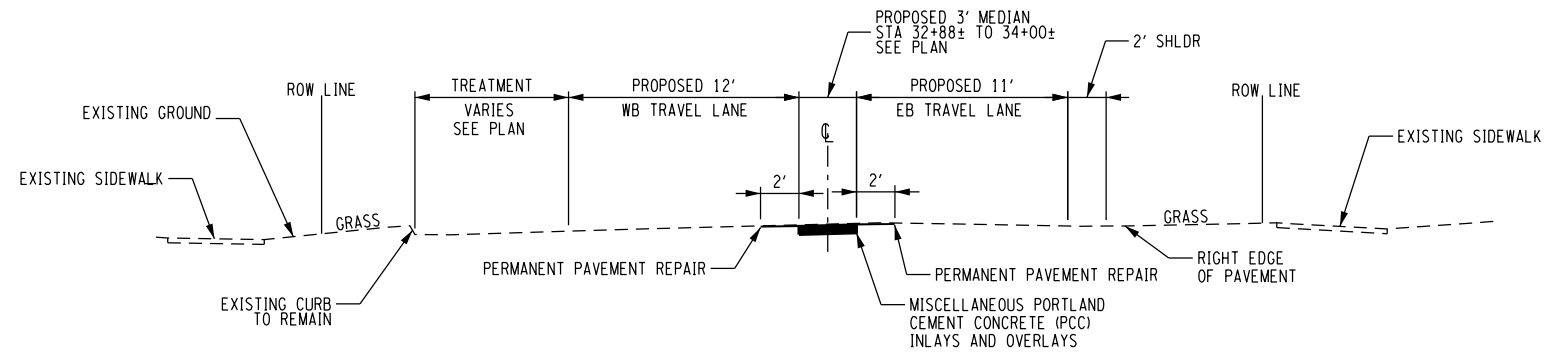 PROPOSED 3' MEDIAN
STA 32+88± TO 34+00±
SEE PLAN
2' SHLDR
ROW LINE
TREATMENT
VARIES
SEE PLAN
PROPOSED 12'
WB TRAVEL LANE
PROPOSED 11'
EB TRAVEL LANE
ROW LINE
EXISTING GROUND
EXISTING SIDEWALK
EXISTING SIDEWALK
℄
2'
2'
GRASS
GRASS
PERMANENT PAVEMENT REPAIR
PERMANENT PAVEMENT REPAIR
RIGHT EDGE
OF PAVEMENT
EXISTING CURB
TO REMAIN
MISCELLANEOUS PORTLAND
CEMENT CONCRETE (PCC)
INLAYS AND OVERLAYS